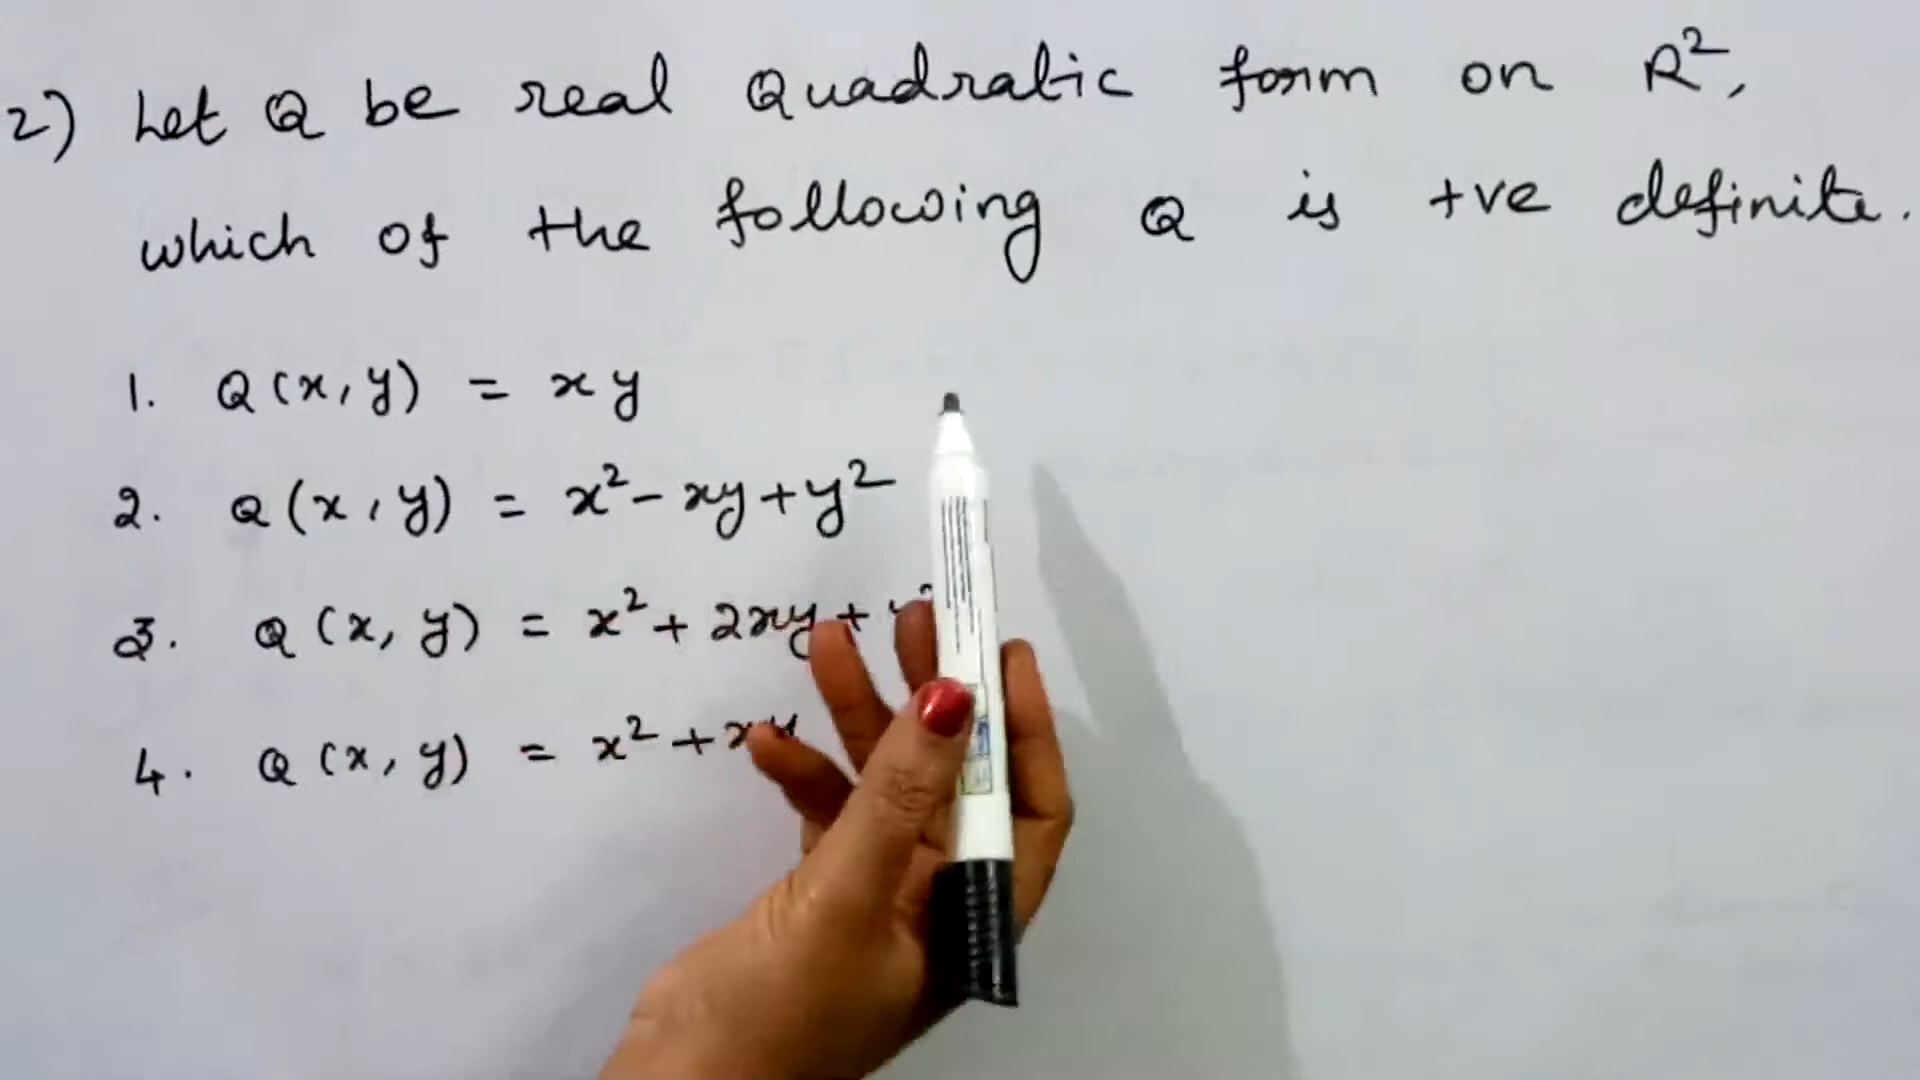 2) Let Q be real Quadratic form on R²,
which of the following Q is +ve definite.
1. Q(x, y) = xy
2. Q(x, y) = x² - xy + y²
3. Q(x, y) = x² + 2xy +
4. Q(x, y) = x² + xy